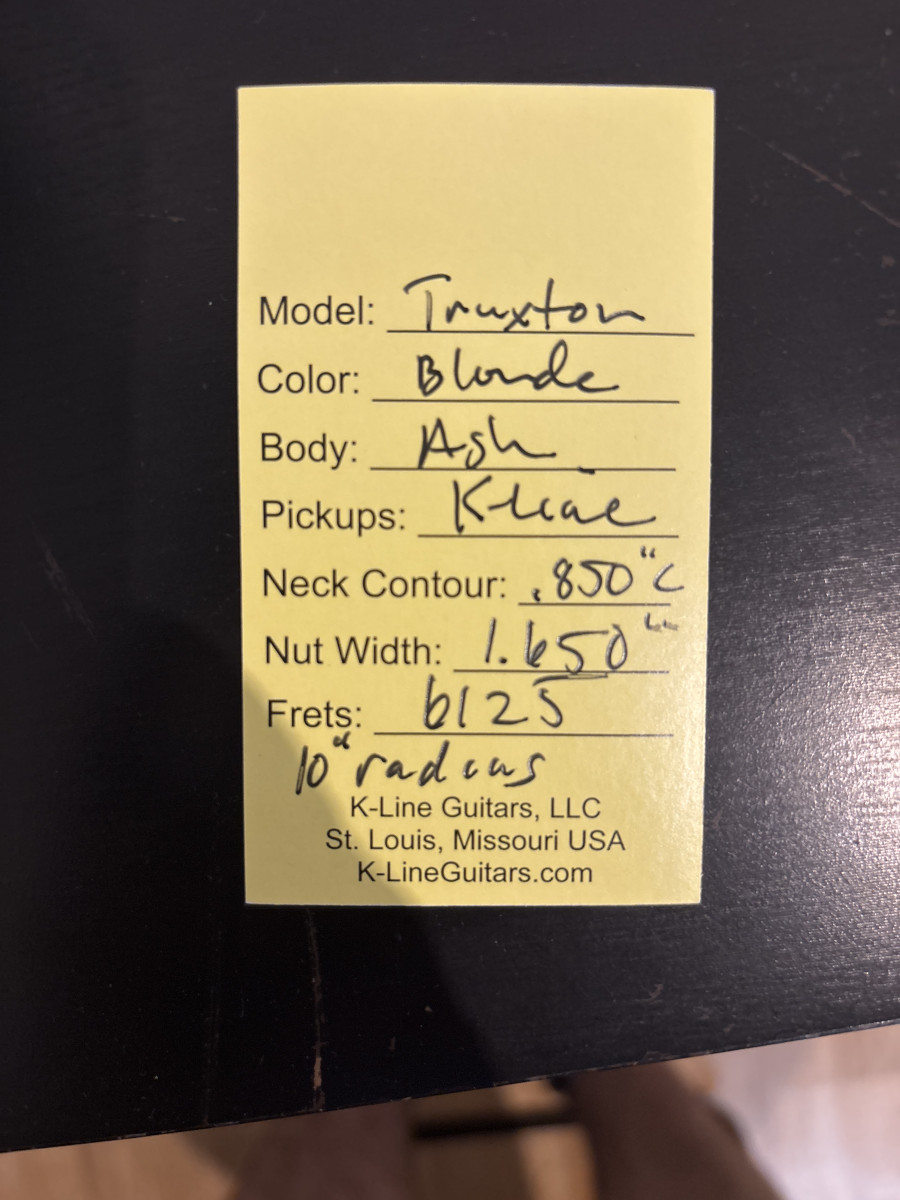 Model: Truxton
Color: Blonde
Body: Ash
Pickups: K-line
Neck Contour: .850" C
Nut Width: 1.650"
Frets: 6125
10" radius
K-Line Guitars, LLC
St. Louis, Missouri USA
K-LineGuitars.com